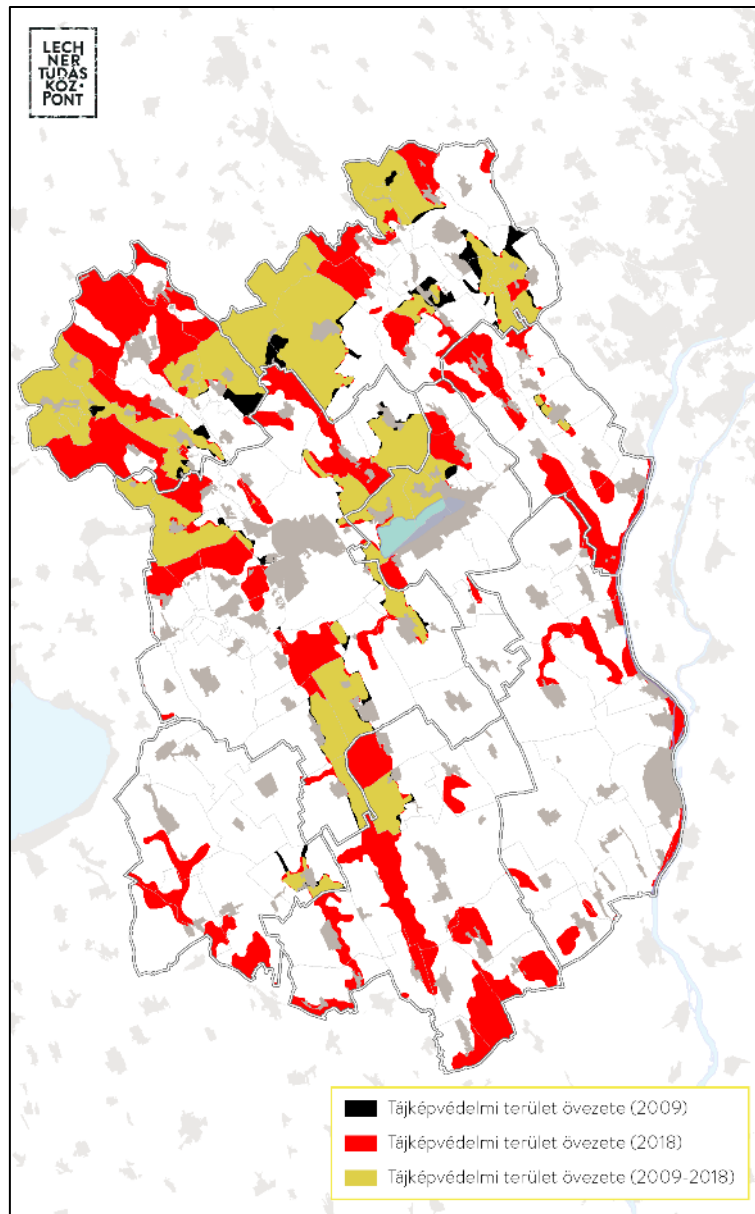 LECH
NER
TUDÁS
KÖZ•
PONT
Tájképvédelmi terület övezete (2009)
Tájképvédelmi terület övezete (2018)
Tájképvédelmi terület övezete (2009-2018)